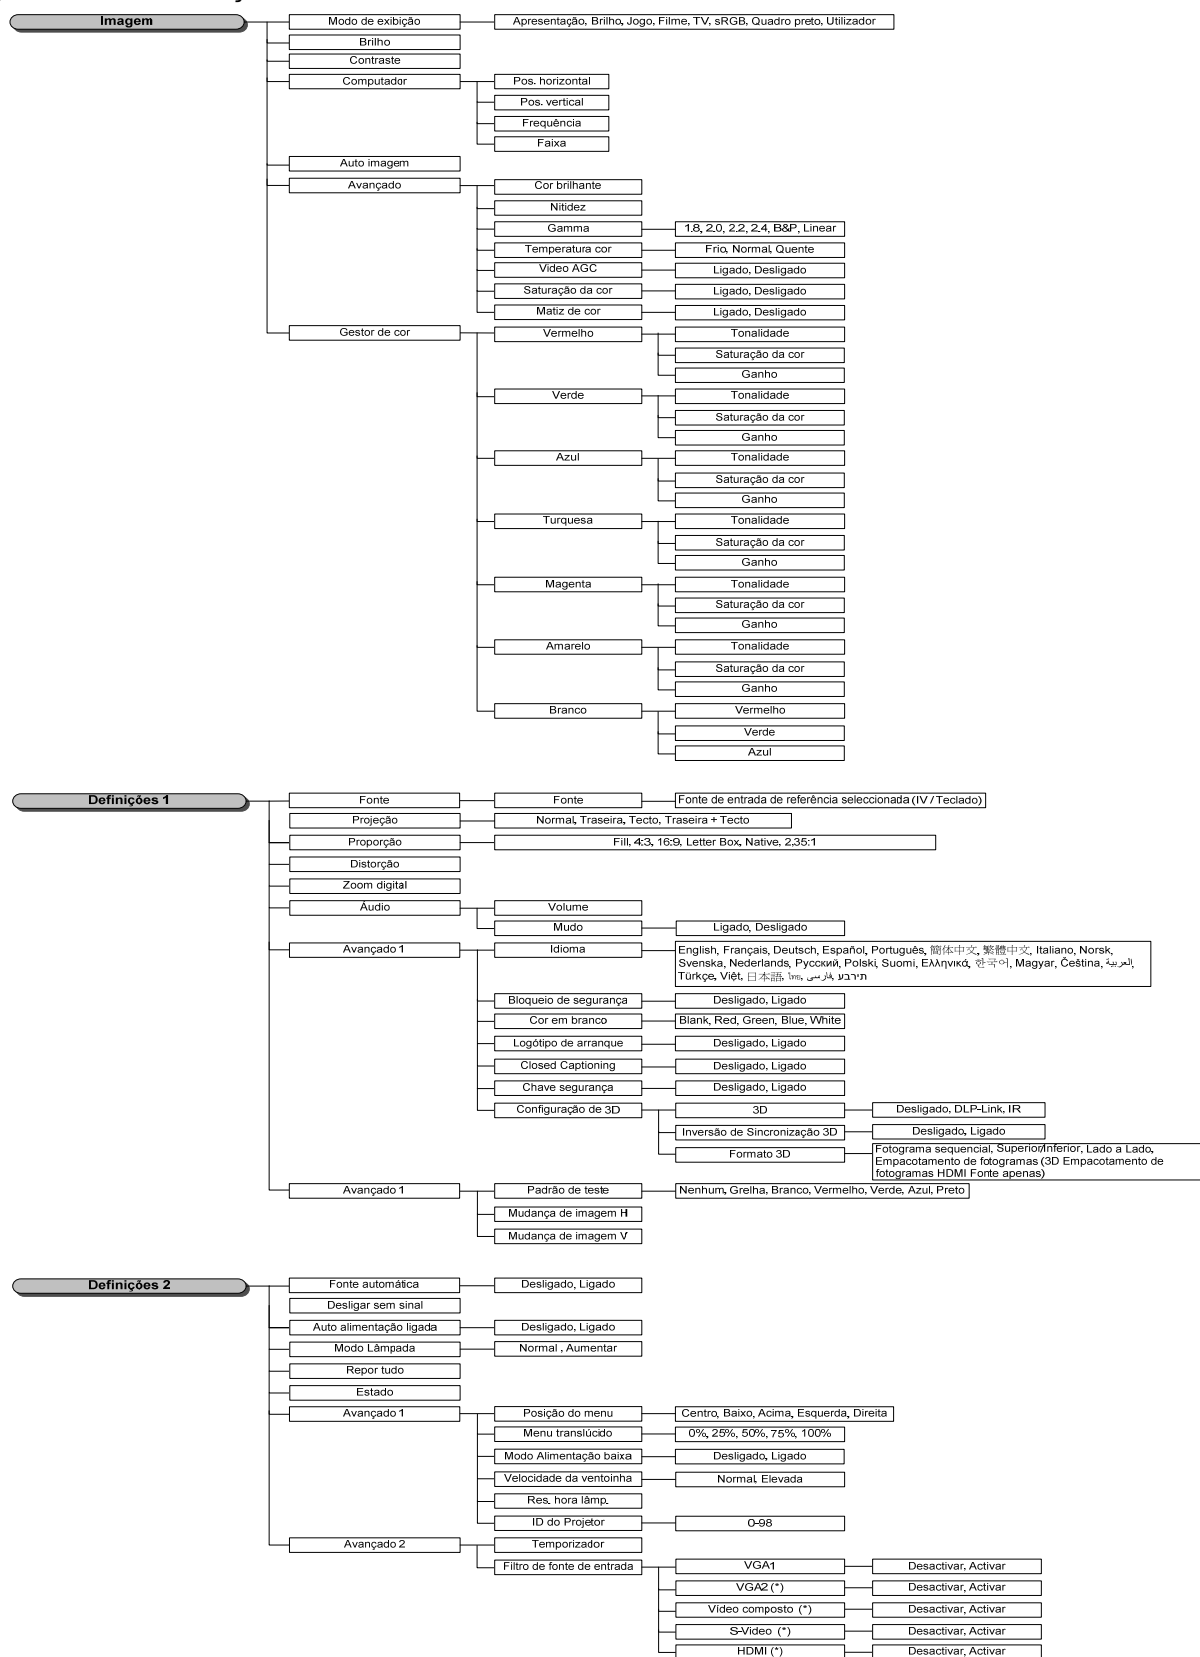 Imagem
Modo de exibição
Apresentação, Brilho, Jogo, Filme, TV, sRGB, Quadro preto, Utilizador
Brilho
Contraste
Computador
Pos. horizontal
Pos. vertical
Frequência
Faixa
Auto imagem
Avançado
Cor brilhante
Nitidez
Gamma
1.8, 2.0, 2.2, 2.4, B&P, Linear
Temperatura cor
Frio, Normal, Quente
Video AGC
Ligado, Desligado
Saturação da cor
Ligado, Desligado
Matiz de cor
Ligado, Desligado
Gestor de cor
Vermelho
Tonalidade
Saturação da cor
Ganho
Verde
Tonalidade
Saturação da cor
Ganho
Azul
Tonalidade
Saturação da cor
Ganho
Turquesa
Tonalidade
Saturação da cor
Ganho
Magenta
Tonalidade
Saturação da cor
Ganho
Amarelo
Tonalidade
Saturação da cor
Ganho
Branco
Vermelho
Verde
Azul
Definições 1
Fonte
Fonte
Fonte de entrada de referência seleccionada (IV / Teclado)
Projeção
Normal, Traseira, Tecto, Traseira + Tecto
Proporção
Fill, 4:3, 16:9, Letter Box, Native, 2,35:1
Distorção
Zoom digital
Áudio
Volume
Mudo
Ligado, Desligado
Avançado 1
Idioma
English, Français, Deutsch, Español, Português, 簡体中文, 繁體中文, Italiano, Norsk,
Svenska, Nederlands, Русский, Polski, Suomi, Ελληνικά, 한국어, Magyar, Čeština, العربية,
Türkçe, Việt, 日本語, ไทย, فارسی, תירבע
Bloqueio de segurança
Desligado, Ligado
Cor em branco
Blank, Red, Green, Blue, White
Logótipo de arranque
Desligado, Ligado
Closed Captioning
Desligado, Ligado
Chave segurança
Desligado, Ligado
Configuração de 3D
3D
Desligado, DLP-Link, IR
Inversão de Sincronização 3D
Desligado, Ligado
Formato 3D
Fotograma sequencial, Superior/Inferior, Lado a Lado,
Empacotamento de fotogramas (3D Empacotamento de
fotogramas HDMI Fonte apenas)
Avançado 1
Padrão de teste
Nenhum, Grelha, Branco, Vermelho, Verde, Azul, Preto
Mudança de imagem H
Mudança de imagem V
Definições 2
Fonte automática
Desligado, Ligado
Desligar sem sinal
Auto alimentação ligada
Desligado, Ligado
Modo Lâmpada
Normal , Aumentar
Repor tudo
Estado
Avançado 1
Posição do menu
Centro, Baixo, Acima, Esquerda, Direita
Menu translúcido
0%, 25%, 50%, 75%, 100%
Modo Alimentação baixa
Desligado, Ligado
Velocidade da ventoinha
Normal, Elevada
Res. hora lâmp.
ID do Projetor
0-98
Avançado 2
Temporizador
Filtro de fonte de entrada
VGA1
Desactivar, Activar
VGA2 (*)
Desactivar, Activar
Vídeo composto (*)
Desactivar, Activar
S-Video (*)
Desactivar, Activar
HDMI (*)
Desactivar, Activar